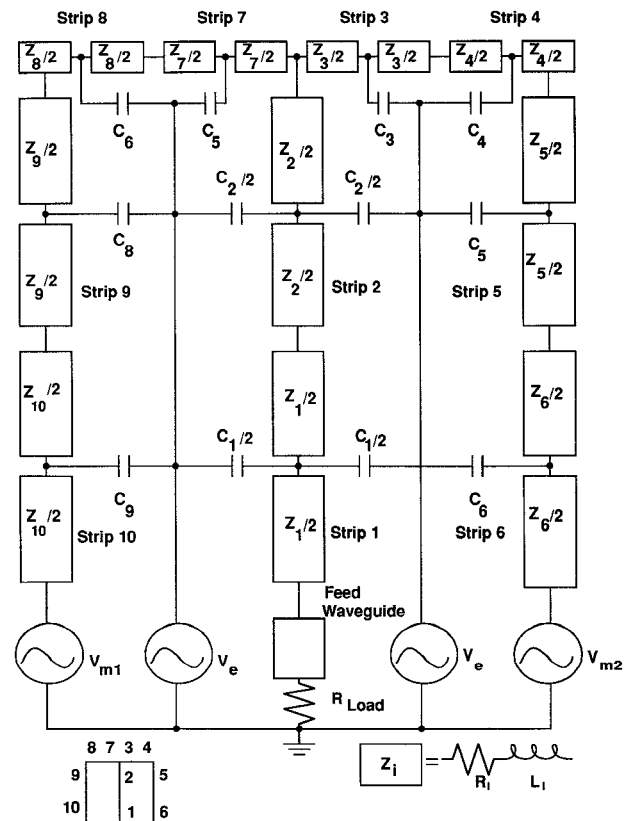 Strip 8 Strip 7 Strip 3 Strip 4
Z8/2 Z8/2 Z7/2 Z7/2 Z3/2 Z3/2 Z4/2 Z4/2
C6 C5 C3 C4
Z9/2 Z2/2 Z5/2
C2/2 C2/2
C8 C5
Z9/2 Z2/2 Z5/2
Strip 9 Strip 2 Strip 5
Z10/2 Z1/2 Z6/2
C1/2 C1/2
C9 C6
Z10/2 Z1/2 Z6/2
Strip 10 Strip 1 Strip 6
Feed
Waveguide
Vm1 Ve Ve Vm2
R Load
8 7 3 4
9 2 5
10 1 6
Zi = Ri Li